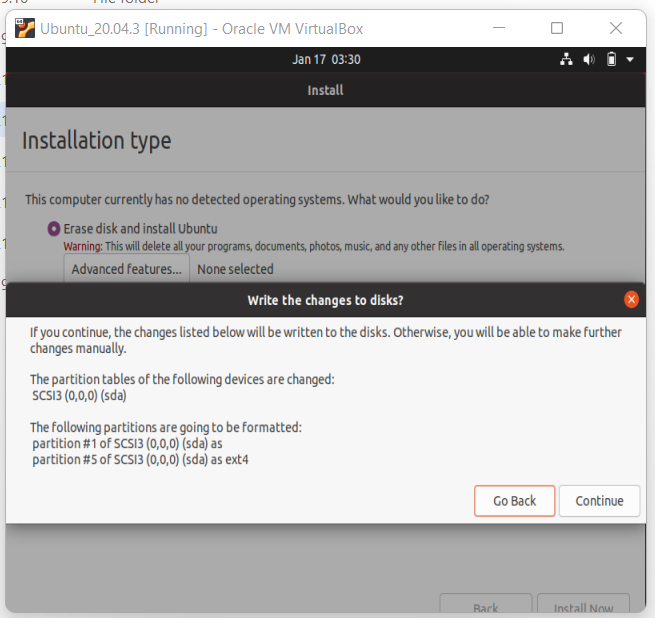 File folder
Ubuntu_20.04.3 [Running] - Oracle VM VirtualBox
Jan 17 03:30
Install
Installation type
This computer currently has no detected operating systems. What would you like to do?
Erase disk and install Ubuntu
Warning: This will delete all your programs, documents, photos, music, and any other files in all operating systems.
Advanced features... None selected
Write the changes to disks?
If you continue, the changes listed below will be written to the disks. Otherwise, you will be able to make further
changes manually.
The partition tables of the following devices are changed:
SCSI3 (0,0,0) (sda)
The following partitions are going to be formatted:
partition #1 of SCSI3 (0,0,0) (sda) as
partition #5 of SCSI3 (0,0,0) (sda) as ext4
Go Back Continue
Back Install Now